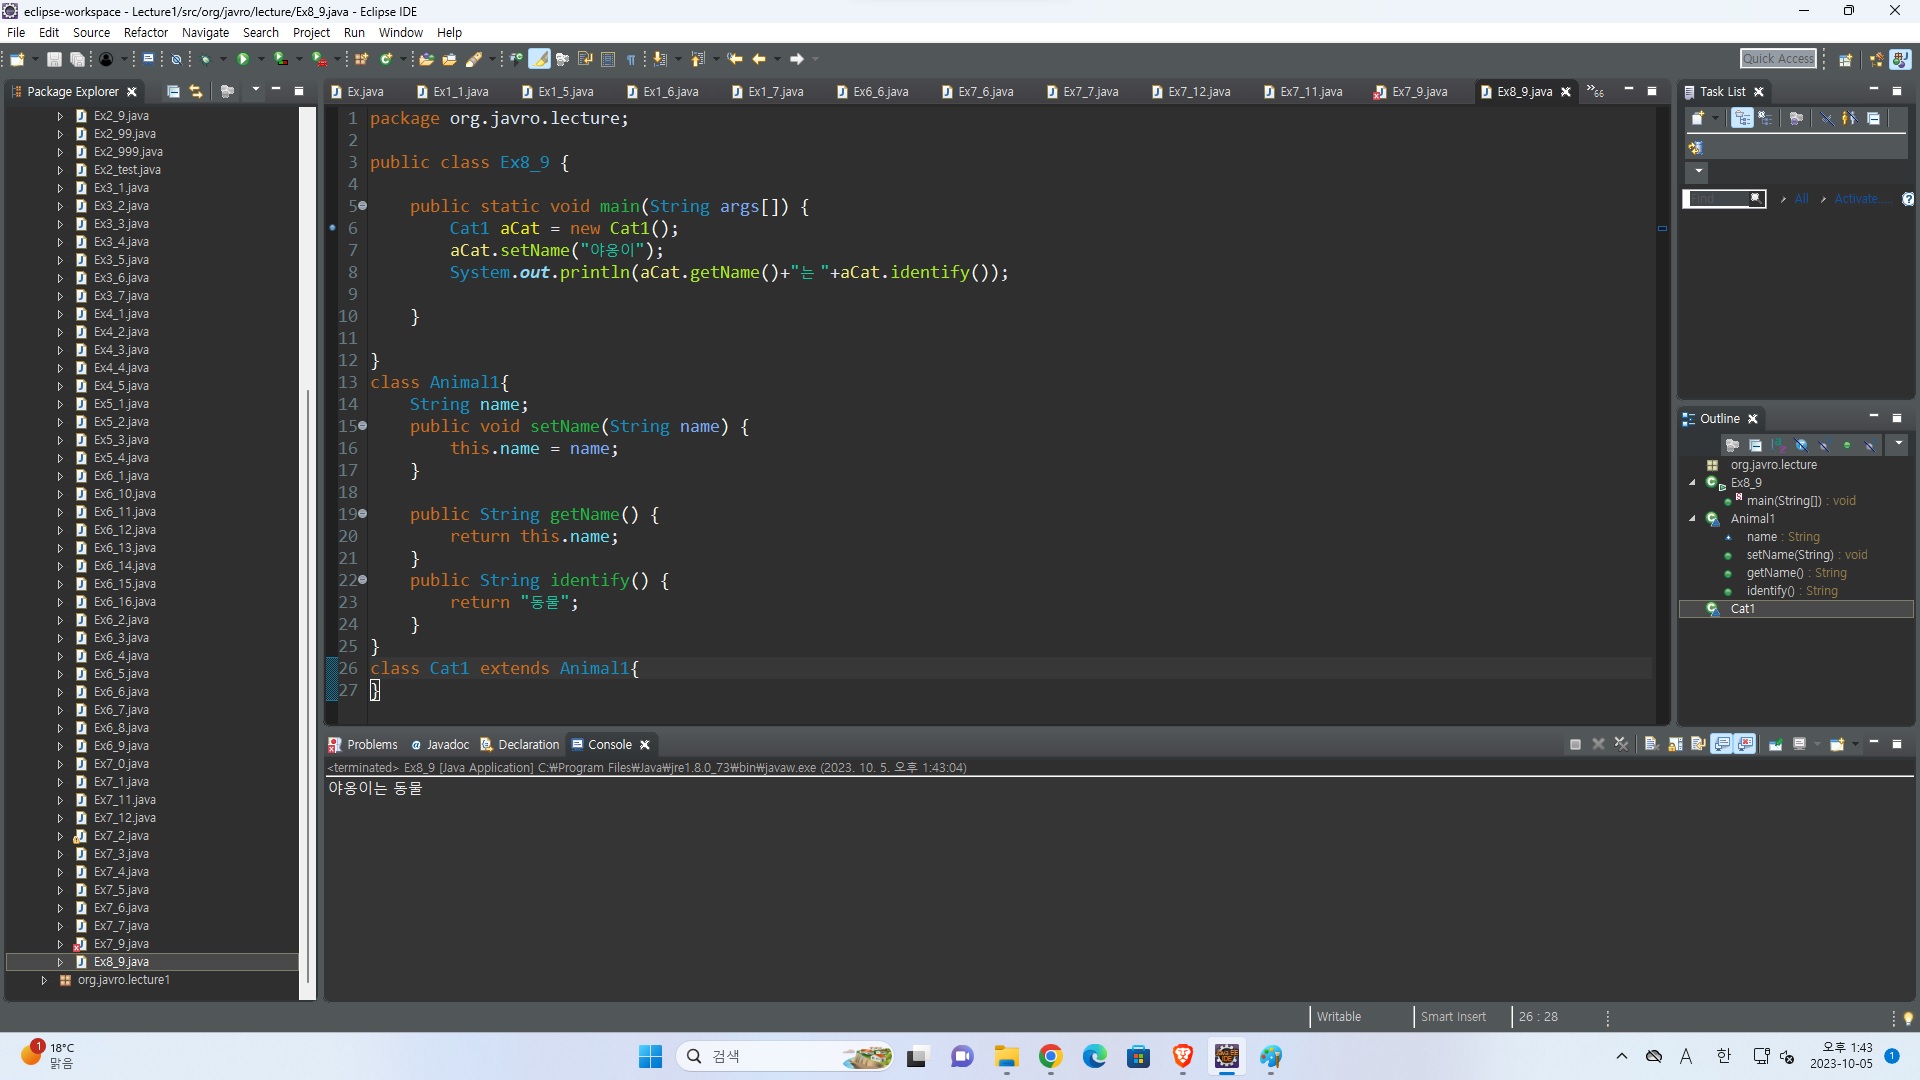 eclipse-workspace - Lecture1/src/org/javro/lecture/Ex8_9.java - Eclipse IDE
File Edit Source Refactor Navigate Search Project Run Window Help
Quick Access
Package Explorer
Ex2_9.java
Ex2_99.java
Ex2_999.java
Ex2_test.java
Ex3_1.java
Ex3_2.java
Ex3_3.java
Ex3_4.java
Ex3_5.java
Ex3_6.java
Ex3_7.java
Ex4_1.java
Ex4_2.java
Ex4_3.java
Ex4_4.java
Ex4_5.java
Ex5_1.java
Ex5_2.java
Ex5_3.java
Ex5_4.java
Ex6_1.java
Ex6_10.java
Ex6_11.java
Ex6_12.java
Ex6_13.java
Ex6_14.java
Ex6_15.java
Ex6_16.java
Ex6_2.java
Ex6_3.java
Ex6_4.java
Ex6_5.java
Ex6_6.java
Ex6_7.java
Ex6_8.java
Ex6_9.java
Ex7_0.java
Ex7_1.java
Ex7_11.java
Ex7_12.java
Ex7_2.java
Ex7_3.java
Ex7_4.java
Ex7_5.java
Ex7_6.java
Ex7_7.java
Ex7_9.java
Ex8_9.java
org.javro.lecture1
Ex.java Ex1_1.java Ex1_5.java Ex1_6.java Ex1_7.java Ex6_6.java Ex7_6.java Ex7_7.java Ex7_12.java Ex7_11.java Ex7_9.java Ex8_9.java »66
1 package org.javro.lecture;
2
3 public class Ex8_9 {
4
5 public static void main(String args[]) {
6 Cat1 aCat = new Cat1();
7 aCat.setName("야옹이");
8 System.out.println(aCat.getName()+"는 "+aCat.identify());
9
10 }
11
12 }
13 class Animal1{
14 String name;
15 public void setName(String name) {
16 this.name = name;
17 }
18
19 public String getName() {
20 return this.name;
21 }
22 public String identify() {
23 return "동물";
24 }
25 }
26 class Cat1 extends Animal1{
27 }
Problems @ Javadoc Declaration Console
<terminated> Ex8_9 [Java Application] C:₩Program Files₩Java₩jre1.8.0_73₩bin₩javaw.exe (2023. 10. 5. 오후 1:43:04)
야옹이는 동물
Task List
Find All Activate...
Outline
org.javro.lecture
Ex8_9
main(String[]) : void
Animal1
name : String
setName(String) : void
getName() : String
identify() : String
Cat1
Writable Smart Insert 26 : 28
1
18°C
맑음
검색
A 한
오후 1:43
2023-10-05
1